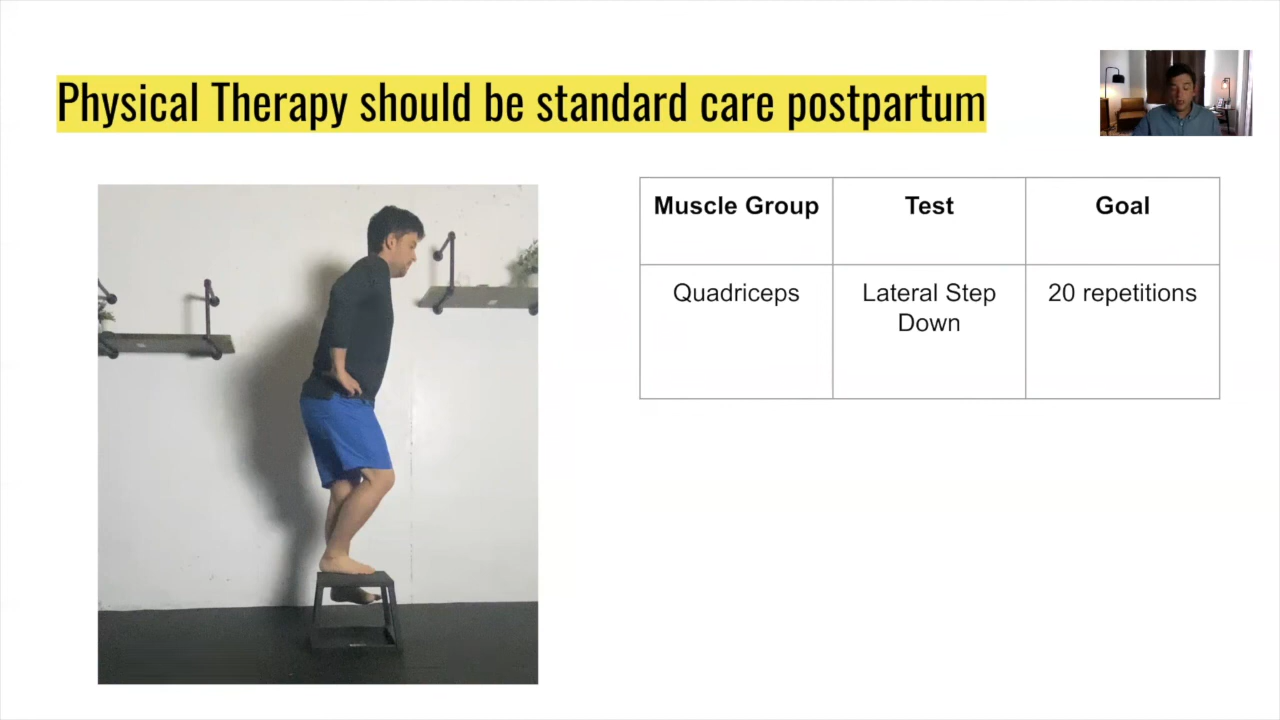 Physical Therapy should be standard care postpartum
Muscle Group
Test
Goal
Quadriceps
Lateral Step
Down
20 repetitions